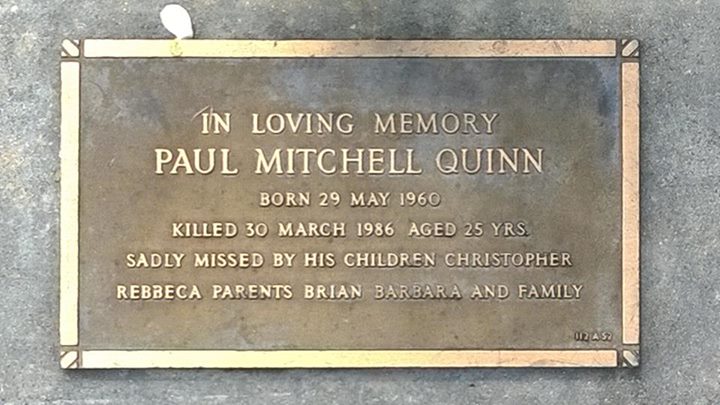 IN LOVING MEMORY
PAUL MITCHELL QUINN
BORN 29 MAY 1960
KILLED 30 MARCH 1986 AGED 25 YRS.
SADLY MISSED BY HIS CHILDREN CHRISTOPHER
REBBECA PARENTS BRIAN BARBARA AND FAMILY
112 A 52